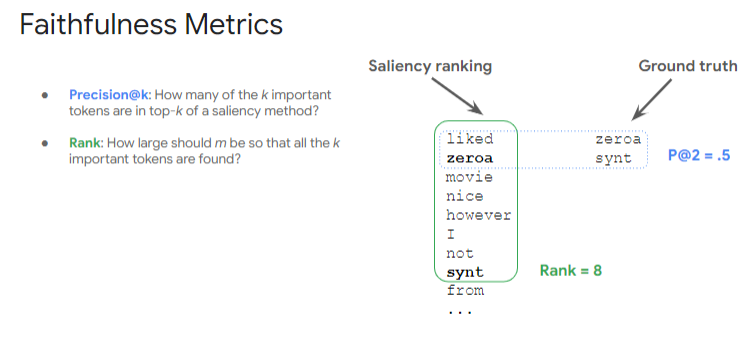 Faithfulness Metrics
● Precision@k: How many of the k important
tokens are in top-k of a saliency method?
● Rank: How large should m be so that all the k
important tokens are found?
Saliency ranking
Ground truth
liked
zeroa
movie
nice
however
I
not
synt
from
...
zeroa
synt
P@2 = .5
Rank = 8